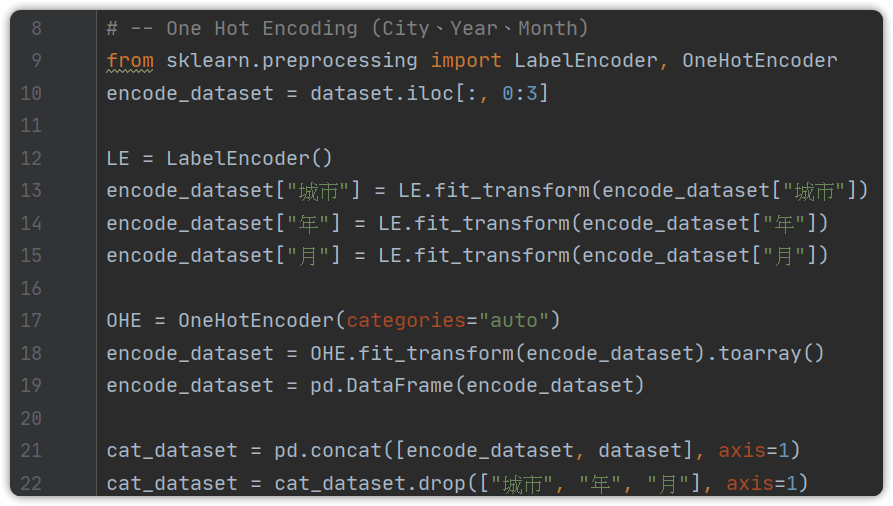 8 # -- One Hot Encoding (City、Year、Month)
9 from sklearn.preprocessing import LabelEncoder, OneHotEncoder
10 encode_dataset = dataset.iloc[:, 0:3]
11
12 LE = LabelEncoder()
13 encode_dataset["城市"] = LE.fit_transform(encode_dataset["城市"])
14 encode_dataset["年"] = LE.fit_transform(encode_dataset["年"])
15 encode_dataset["月"] = LE.fit_transform(encode_dataset["月"])
16
17 OHE = OneHotEncoder(categories="auto")
18 encode_dataset = OHE.fit_transform(encode_dataset).toarray()
19 encode_dataset = pd.DataFrame(encode_dataset)
20
21 cat_dataset = pd.concat([encode_dataset, dataset], axis=1)
22 cat_dataset = cat_dataset.drop(["城市", "年", "月"], axis=1)